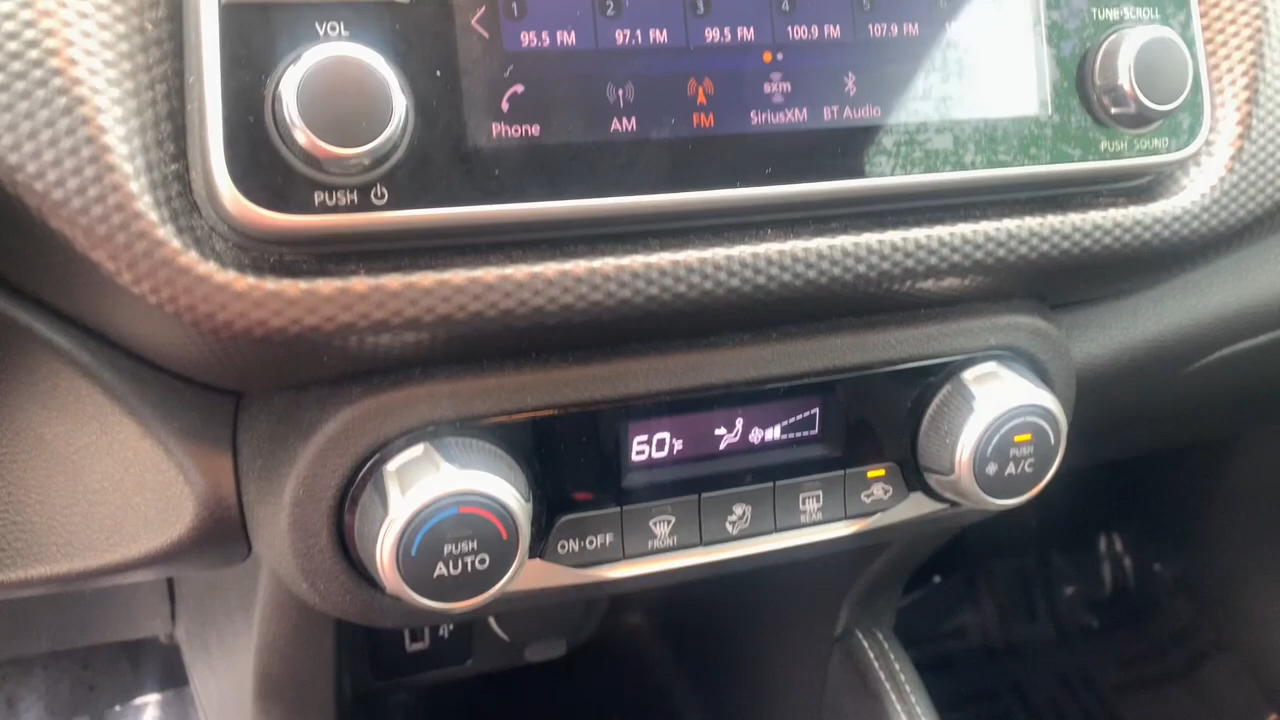 VOL
TUNE·SCROLL
1 2 3 4 5 6
95.5 FM 97.1 FM 99.5 FM 100.9 FM 107.9 FM
sxm
Phone AM FM SiriusXM BT Audio
PUSH
PUSH SOUND
60°F
PUSH
A/C
FRONT
REAR
ON·OFF
PUSH
AUTO